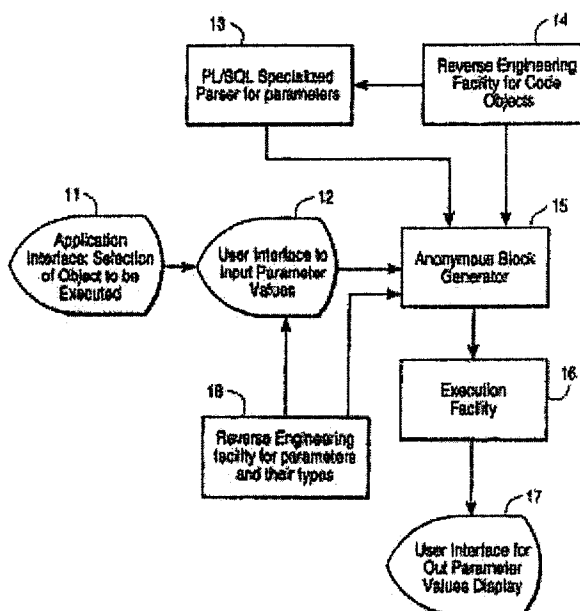 13
PL/SQL Specialized
Parser for parameters
14
Reverse Engineering
Facility for Code
Objects
11
Application
Interface: Selection
of Object to be
Executed
12
User Interface to
Input Parameter
Values
15
Anonymous Block
Generator
18
Reverse Engineering
facility for parameters
and their types
16
Execution
Facility
17
User Interface for
Out Parameter
Values Display